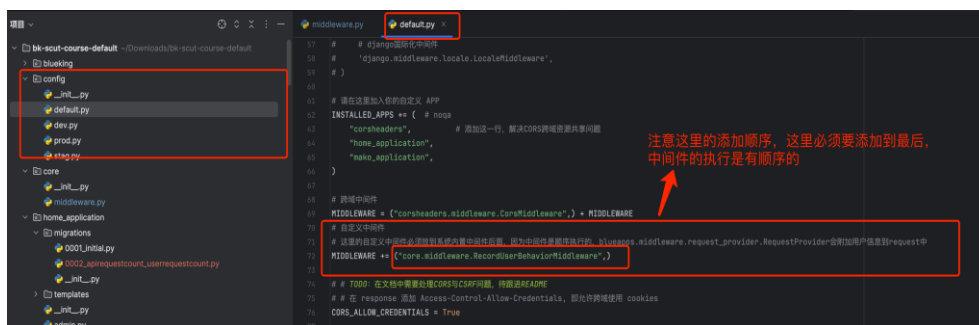 项目
bk-scut-course-default ~/Downloads/bk-scut-course-default
blueking
config
__init__.py
default.py
dev.py
prod.py
stag.py
core
__init__.py
middleware.py
home_application
migrations
0001_initial.py
0002_apirequestcount_userrequestcount.py
__init__.py
templates
__init__.py
admin.py
middleware.py
default.py
57 # # django国际化中间件
58 # 'django.middleware.locale.LocaleMiddleware',
59 # )
60
61 # 请在这里加入你的自定义 APP
62 INSTALLED_APPS += ( # noqa
63 "corsheaders", # 添加这一行，解决CORS跨域资源共享问题
64 "home_application",
65 "mako_application",
66 )
67
68 # 跨域中间件
69 MIDDLEWARE = ("corsheaders.middleware.CorsMiddleware",) + MIDDLEWARE
70 # 自定义中间件
71 # 这里的自定义中间件必须放到系统内置中间件后面，因为中间件是顺序执行的，blueapps.middleware.request_provider.RequestProvider会附加用户信息到request中
72 MIDDLEWARE += ("core.middleware.RecordUserBehaviorMiddleware",)
73
74 # # TODO: 在文档中需要处理CORS与CSRF问题，待跟进README
75 # # 在 response 添加 Access-Control-Allow-Credentials, 即允许跨域使用 cookies
76 CORS_ALLOW_CREDENTIALS = True
注意这里的添加顺序，这里必须要添加到最后，
中间件的执行是有顺序的